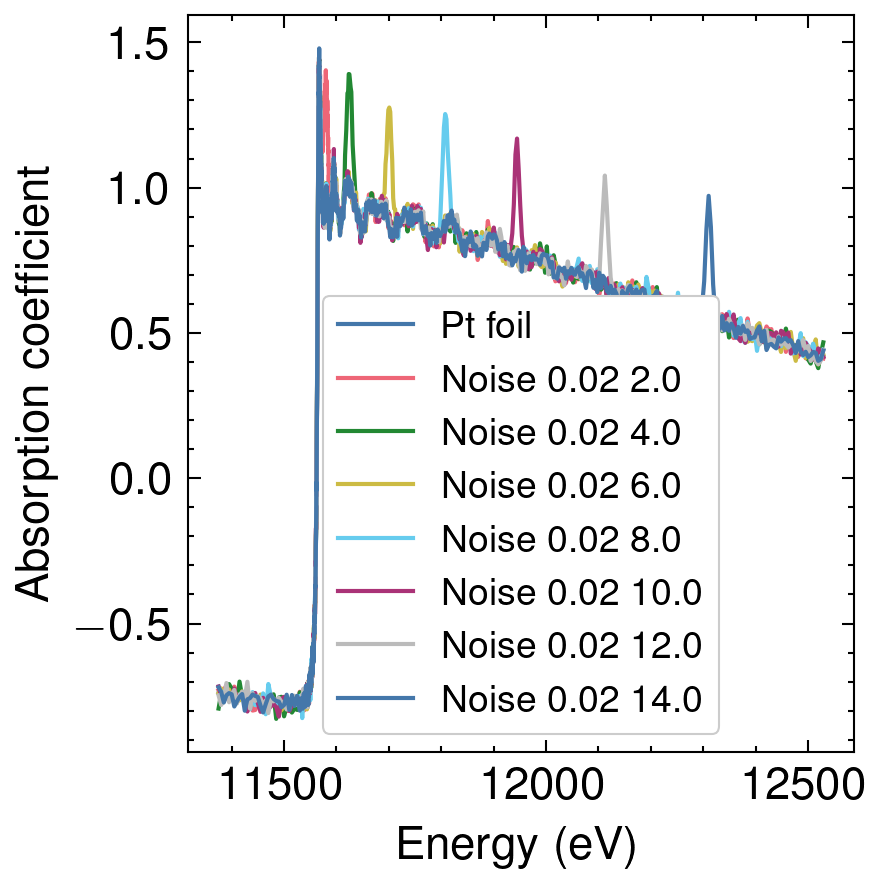 1.5
1.0
0.5
0.0
−0.5
Absorption coefficient
Pt foil
Noise 0.02 2.0
Noise 0.02 4.0
Noise 0.02 6.0
Noise 0.02 8.0
Noise 0.02 10.0
Noise 0.02 12.0
Noise 0.02 14.0
11500 12000 12500
Energy (eV)